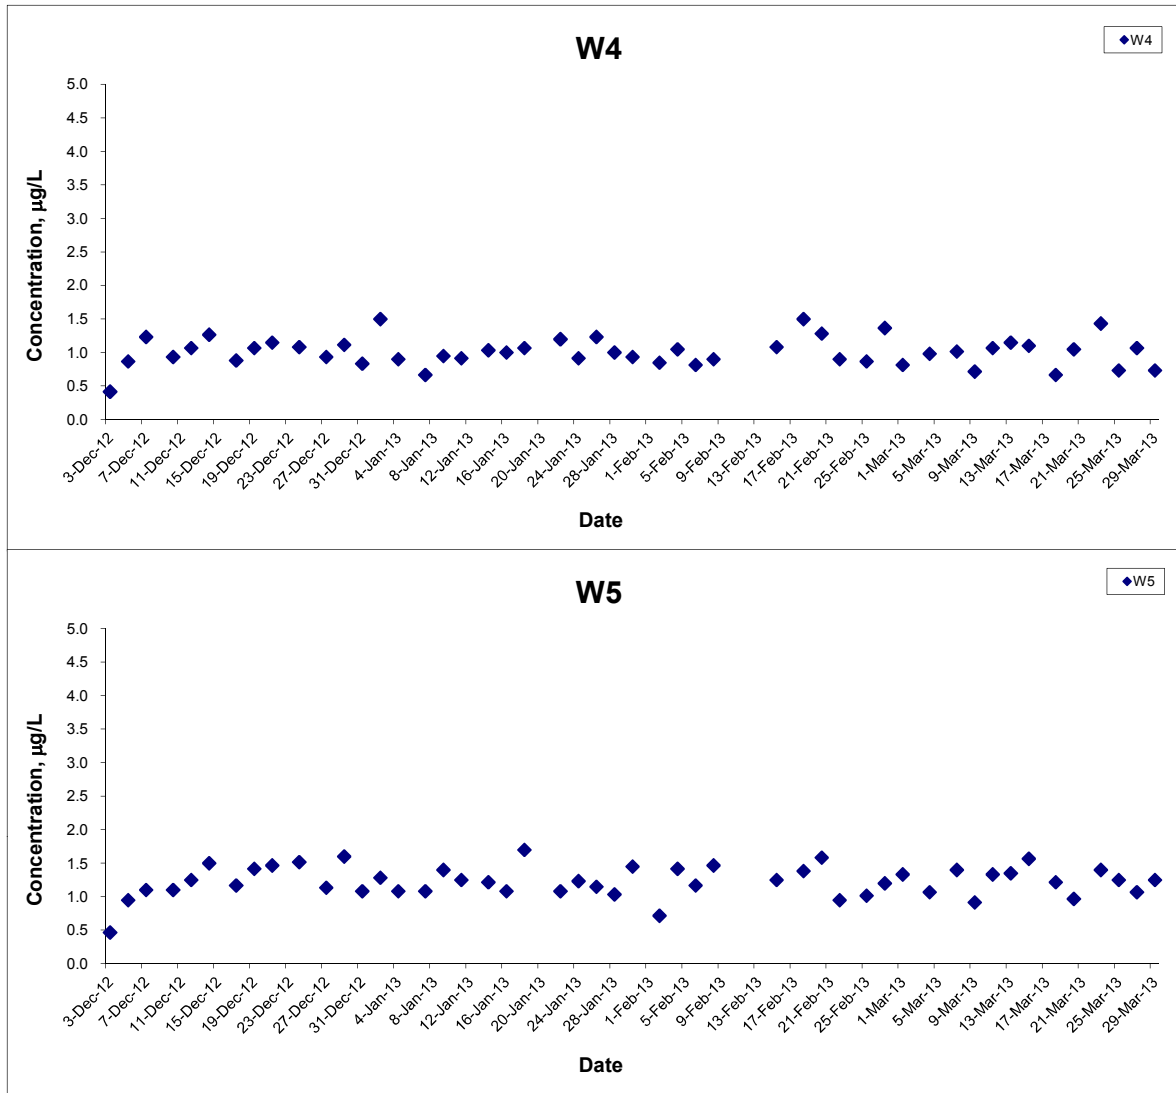 W4
W4
5.0
4.5
4.0
3.5
3.0
2.5
2.0
1.5
1.0
0.5
0.0
Concentration, µg/L
3-Dec-12
7-Dec-12
11-Dec-12
15-Dec-12
19-Dec-12
23-Dec-12
27-Dec-12
31-Dec-12
4-Jan-13
8-Jan-13
12-Jan-13
16-Jan-13
20-Jan-13
24-Jan-13
28-Jan-13
1-Feb-13
5-Feb-13
9-Feb-13
13-Feb-13
17-Feb-13
21-Feb-13
25-Feb-13
1-Mar-13
5-Mar-13
9-Mar-13
13-Mar-13
17-Mar-13
21-Mar-13
25-Mar-13
29-Mar-13
Date
W5
W5
5.0
4.5
4.0
3.5
3.0
2.5
2.0
1.5
1.0
0.5
0.0
Concentration, µg/L
3-Dec-12
7-Dec-12
11-Dec-12
15-Dec-12
19-Dec-12
23-Dec-12
27-Dec-12
31-Dec-12
4-Jan-13
8-Jan-13
12-Jan-13
16-Jan-13
20-Jan-13
24-Jan-13
28-Jan-13
1-Feb-13
5-Feb-13
9-Feb-13
13-Feb-13
17-Feb-13
21-Feb-13
25-Feb-13
1-Mar-13
5-Mar-13
9-Mar-13
13-Mar-13
17-Mar-13
21-Mar-13
25-Mar-13
29-Mar-13
Date